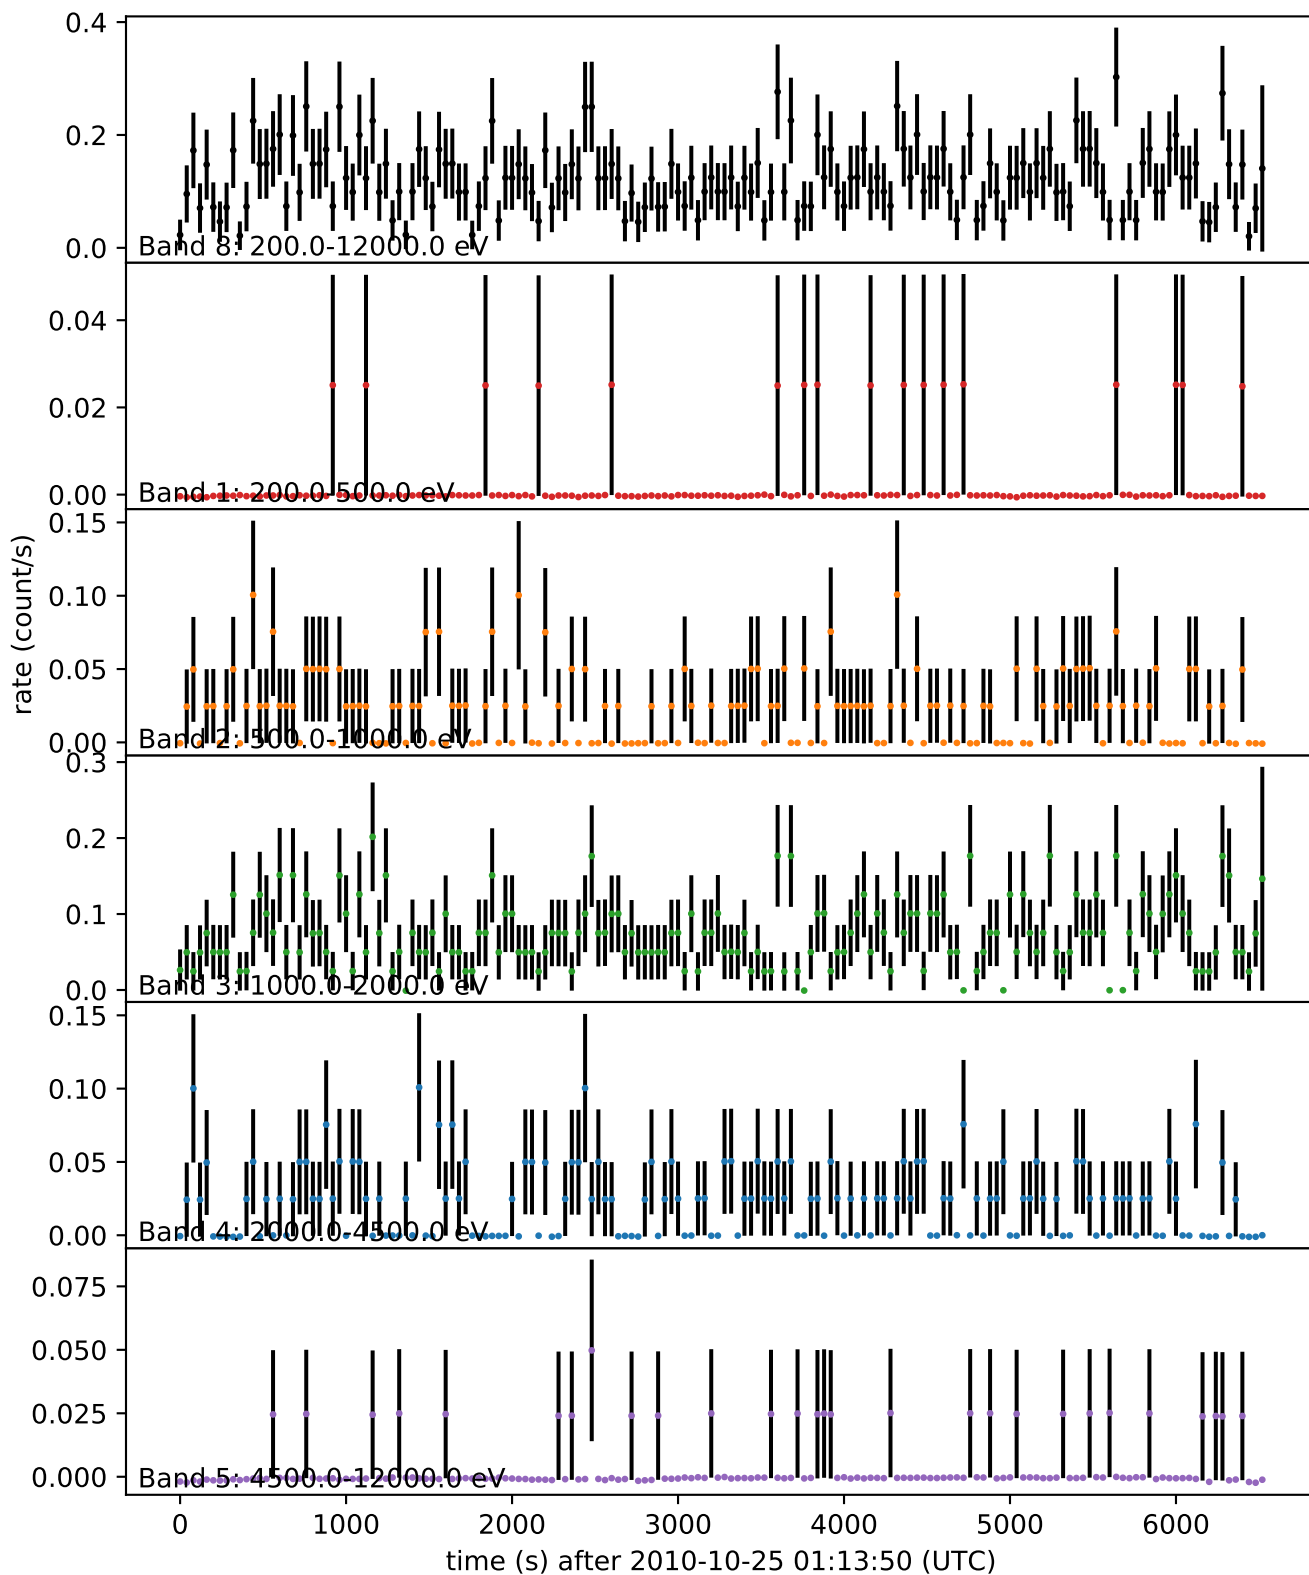 0.4
0.2
0.0
Band 8: 200.0-12000.0 eV
0.04
0.02
0.00
Band 1: 200.0-500.0 eV
rate (count/s)
0.15
0.10
0.05
0.00
Band 2: 500.0-1000.0 eV
0.3
0.2
0.1
0.0
Band 3: 1000.0-2000.0 eV
0.15
0.10
0.05
0.00
Band 4: 2000.0-4500.0 eV
0.075
0.050
0.025
0.000
Band 5: 4500.0-12000.0 eV
0 1000 2000 3000 4000 5000 6000
time (s) after 2010-10-25 01:13:50 (UTC)